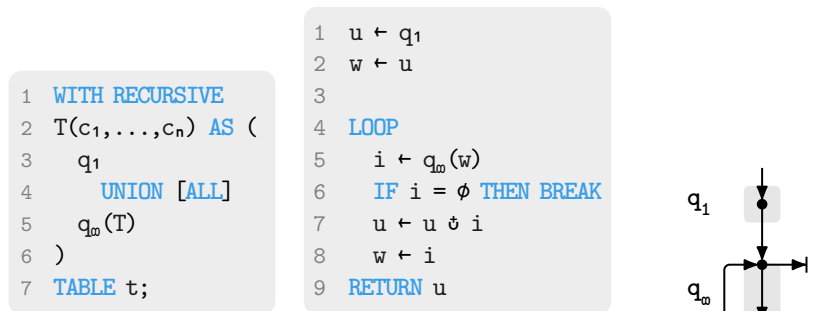 1 WITH RECURSIVE
2 T(c₁,...,cₙ) AS (
3 q₁
4 UNION [ALL]
5 q∞(T)
6 )
7 TABLE t;
1 u ← q₁
2 w ← u
3
4 LOOP
5 i ← q∞(w)
6 IF i = ∅ THEN BREAK
7 u ← u ⊍ i
8 w ← i
9 RETURN u
q₁
q∞